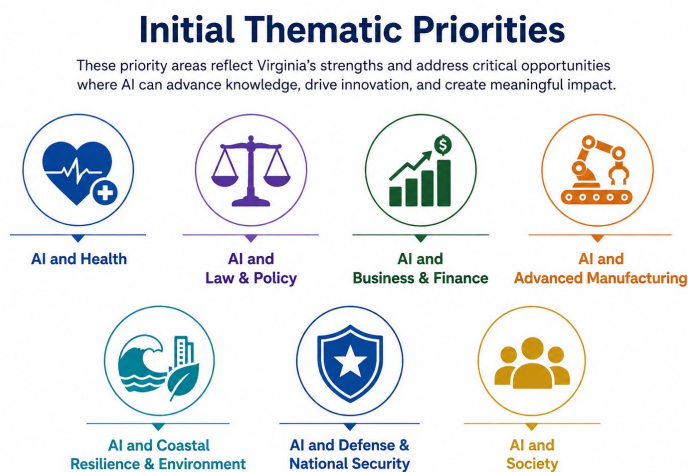 Initial Thematic Priorities
These priority areas reflect Virginia's strengths and address critical opportunities
where AI can advance knowledge, drive innovation, and create meaningful impact.
$
AI and Health
AI and
Law & Policy
AI and
Business & Finance
AI and
Advanced Manufacturing
AI and Coastal
Resilience & Environment
AI and Defense &
National Security
AI and
Society